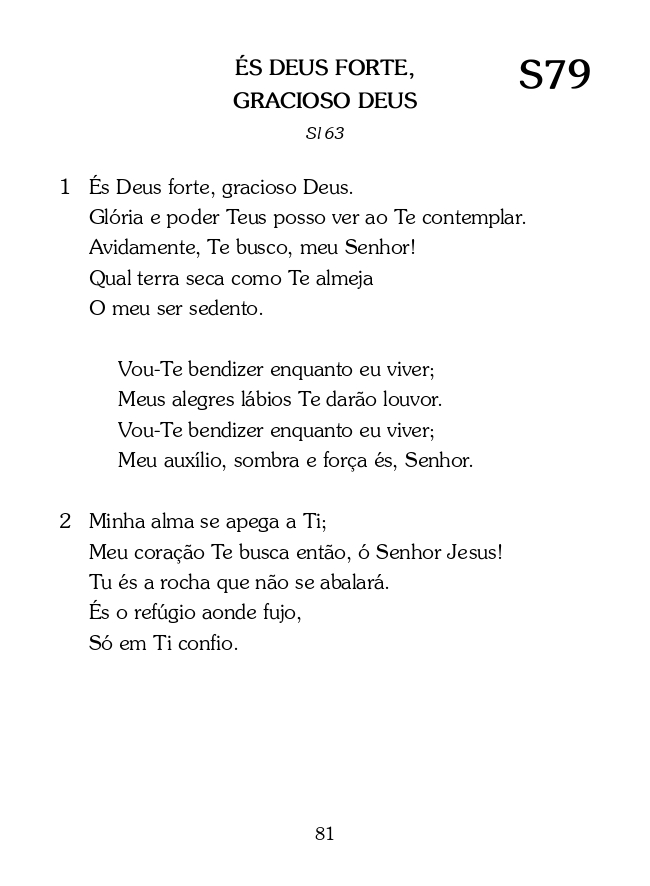 ÉS DEUS FORTE,
GRACIOSO DEUS
S79
Sl 63
1 És Deus forte, gracioso Deus.
Glória e poder Teus posso ver ao Te contemplar.
Avidamente, Te busco, meu Senhor!
Qual terra seca como Te almeja
O meu ser sedento.
Vou-Te bendizer enquanto eu viver;
Meus alegres lábios Te darão louvor.
Vou-Te bendizer enquanto eu viver;
Meu auxílio, sombra e força és, Senhor.
2 Minha alma se apega a Ti;
Meu coração Te busca então, ó Senhor Jesus!
Tu és a rocha que não se abalará.
És o refúgio aonde fujo,
Só em Ti confio.
81